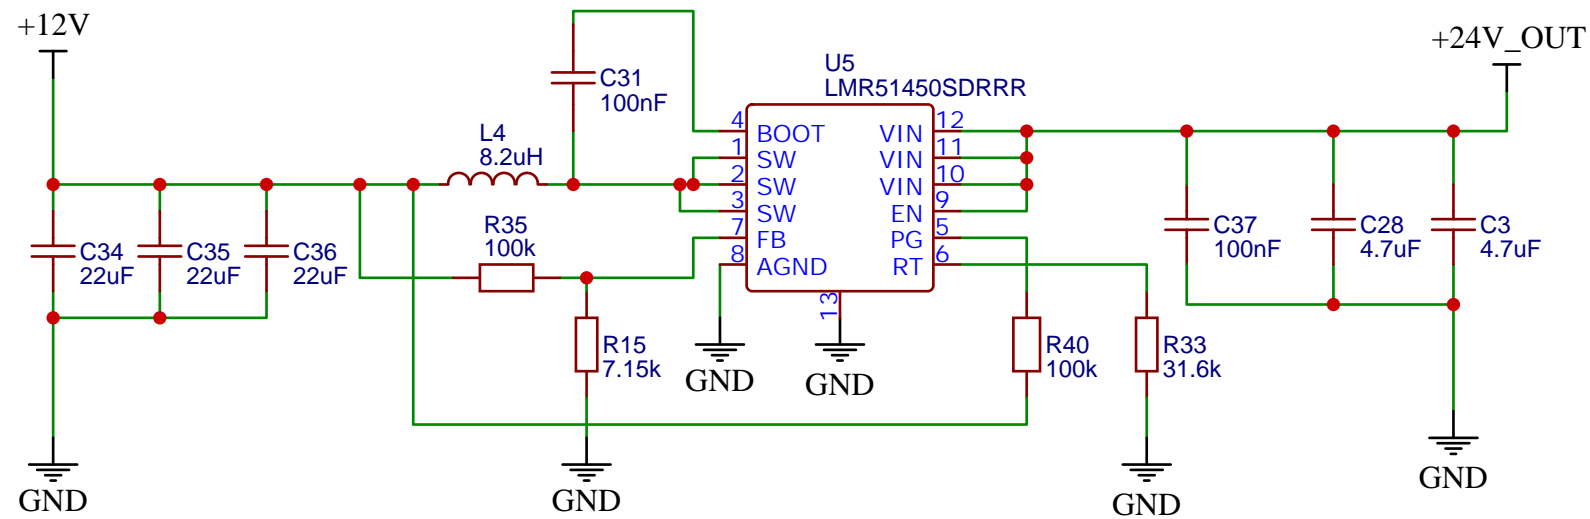 +12V
+24V_OUT
C31
100nF
U5
LMR51450SDRRR
L4
8.2uH
4
BOOT
VIN
12
1
SW
VIN
11
2
SW
VIN
10
3
SW
EN
9
7
FB
PG
5
8
AGND
RT
6
13
R35
100k
C34
22uF
C35
22uF
C36
22uF
C37
100nF
C28
4.7uF
C3
4.7uF
R15
7.15k
GND
GND
R40
100k
R33
31.6k
GND
GND
GND
GND